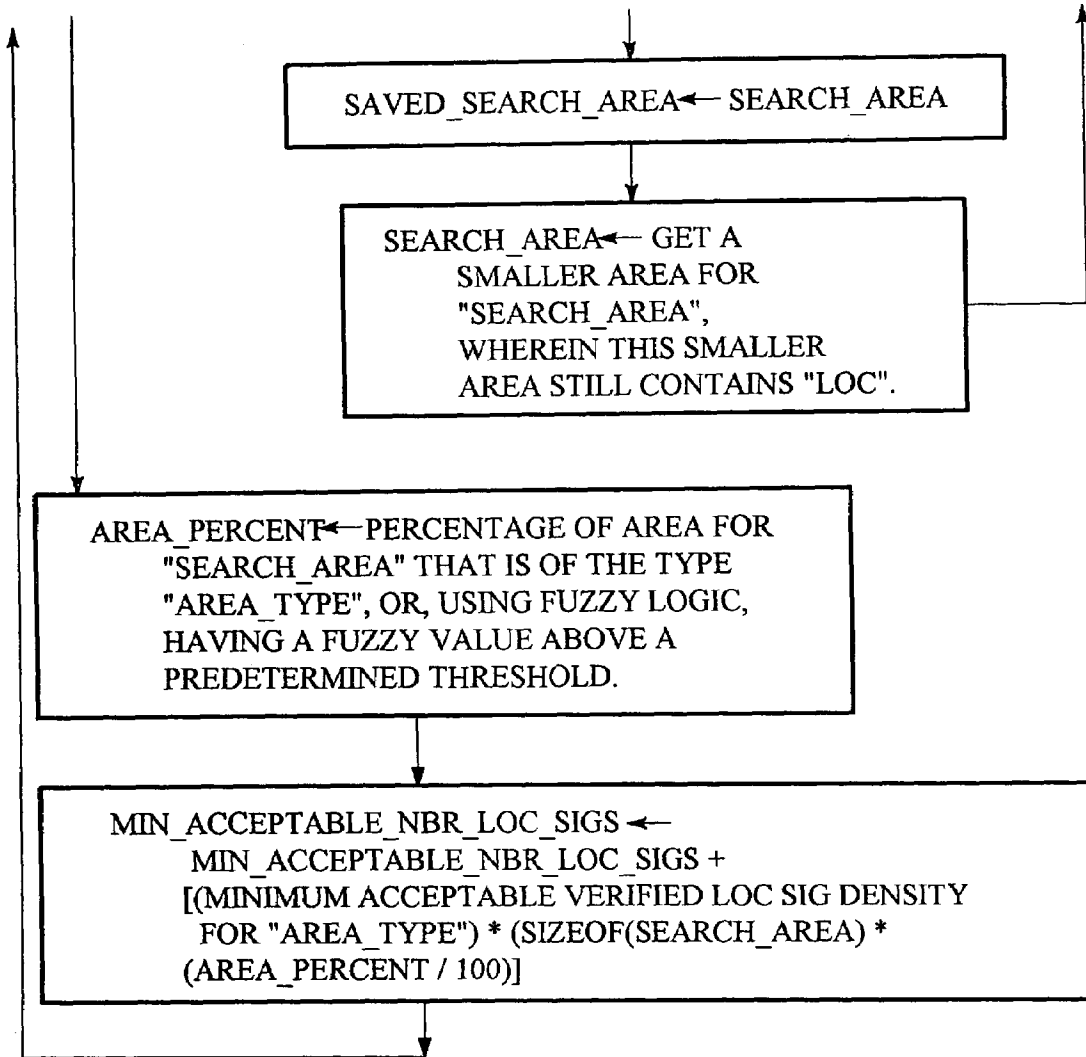 SAVED_SEARCH_AREA← SEARCH_AREA
SEARCH_AREA← GET A
SMALLER AREA FOR
"SEARCH_AREA",
WHEREIN THIS SMALLER
AREA STILL CONTAINS "LOC".
AREA_PERCENT←PERCENTAGE OF AREA FOR
"SEARCH_AREA" THAT IS OF THE TYPE
"AREA_TYPE", OR, USING FUZZY LOGIC,
HAVING A FUZZY VALUE ABOVE A
PREDETERMINED THRESHOLD.
MIN_ACCEPTABLE_NBR_LOC_SIGS ←
MIN_ACCEPTABLE_NBR_LOC_SIGS +
[(MINIMUM ACCEPTABLE VERIFIED LOC SIG DENSITY
FOR "AREA_TYPE") * (SIZEOF(SEARCH_AREA) *
(AREA_PERCENT / 100)]